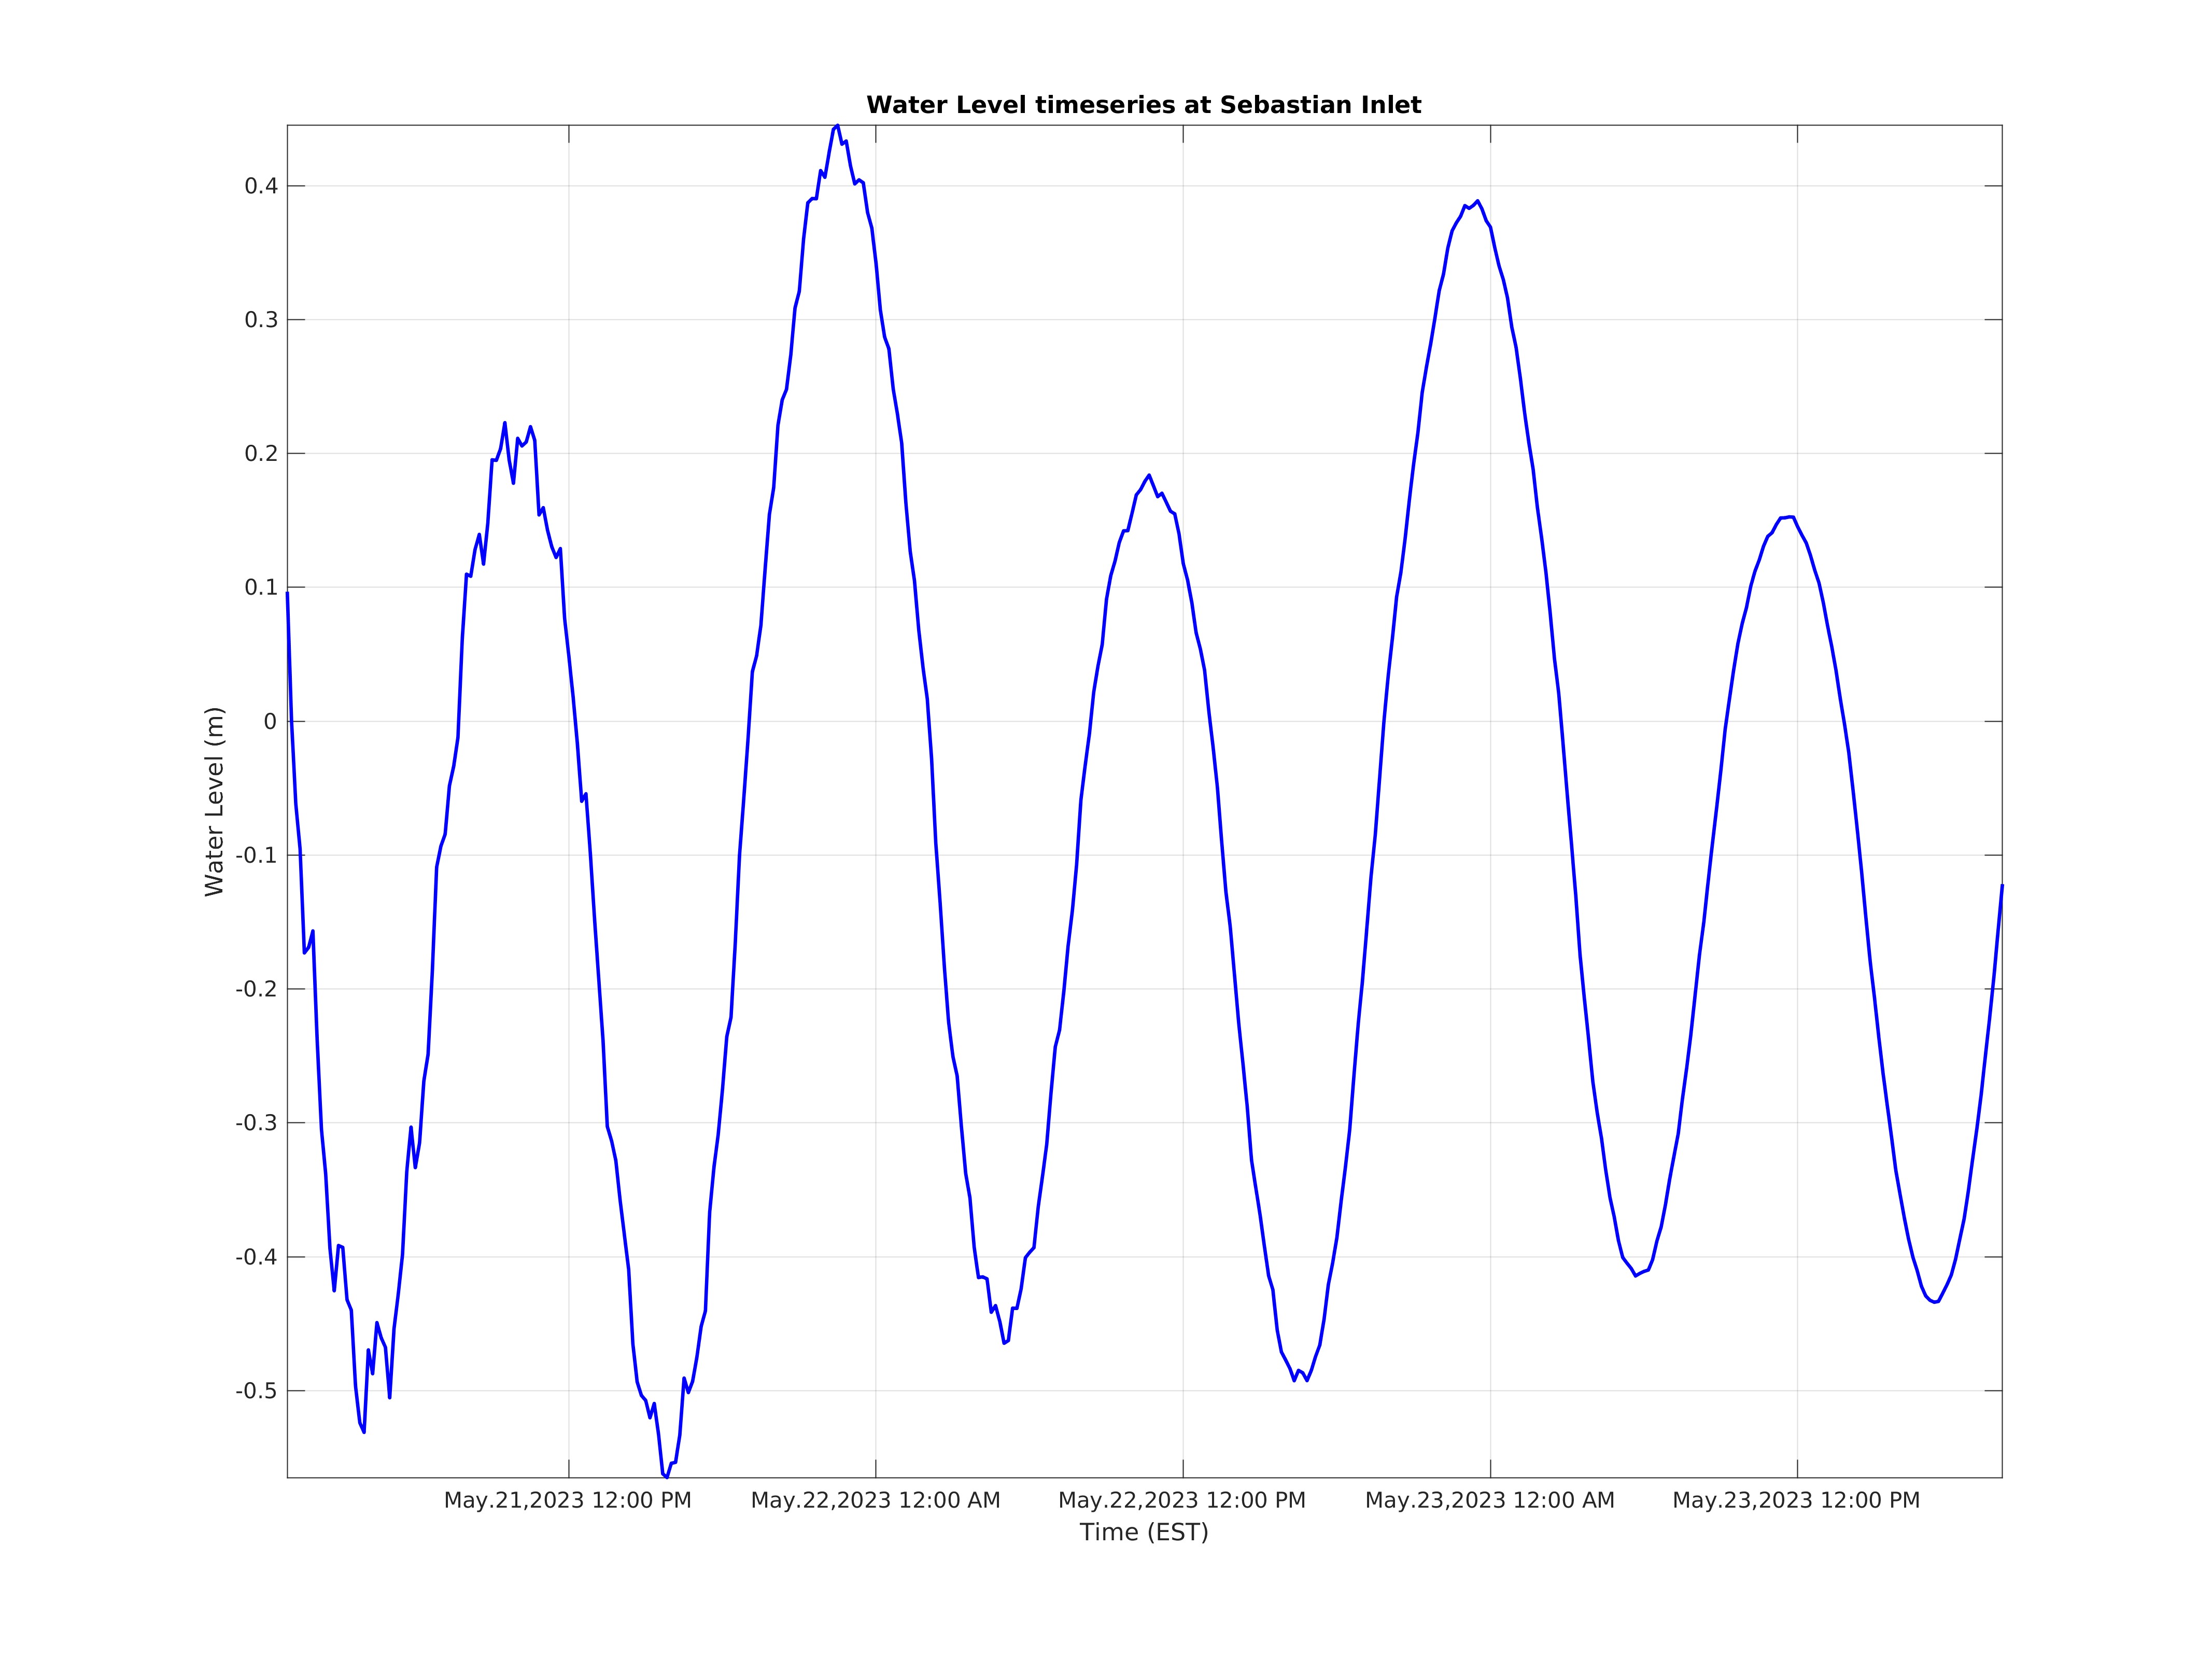 Water Level timeseries at Sebastian Inlet
0.4
0.3
0.2
0.1
0
-0.1
-0.2
-0.3
-0.4
-0.5
Water Level (m)
May.21,2023 12:00 PM
May.22,2023 12:00 AM
May.22,2023 12:00 PM
May.23,2023 12:00 AM
May.23,2023 12:00 PM
Time (EST)